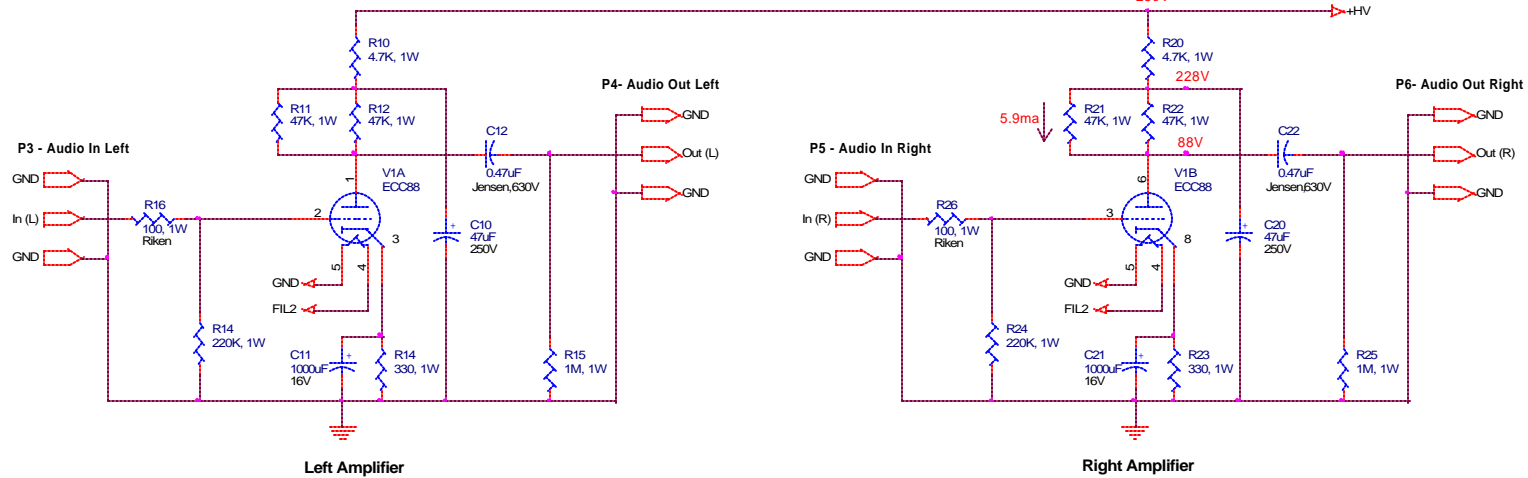 +HV
R10
4.7K, 1W
R11
47K, 1W
R12
47K, 1W
P4- Audio Out Left
GND
Out (L)
GND
C12
0.47uF
Jensen,630V
P3 - Audio In Left
GND
In (L)
GND
R16
100, 1W
Riken
1
V1A
ECC88
2
3
5
4
C10
47uF
250V
GND
FIL2
R14
220K, 1W
C11
1000uF
16V
R14
330, 1W
R15
1M, 1W
Left Amplifier
R20
4.7K, 1W
228V
R21
47K, 1W
R22
47K, 1W
5.9ma
88V
P6- Audio Out Right
GND
Out (R)
GND
C22
0.47uF
Jensen,630V
P5 - Audio In Right
GND
In (R)
GND
R26
100, 1W
Riken
6
V1B
ECC88
3
8
5
4
C20
47uF
250V
GND
FIL2
R24
220K, 1W
C21
1000uF
16V
R23
330, 1W
R25
1M, 1W
Right Amplifier